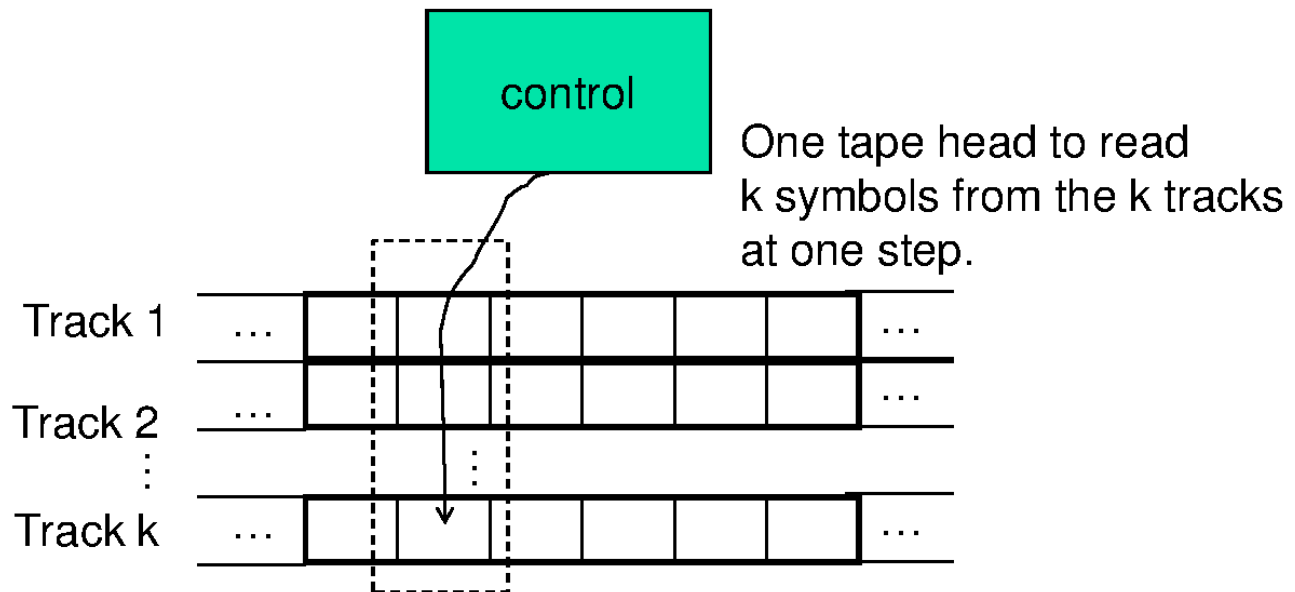 control
One tape head to read
k symbols from the k tracks
at one step.
Track 1 ... ...
Track 2 ... ...
⋮ ⋮
Track k ... ...